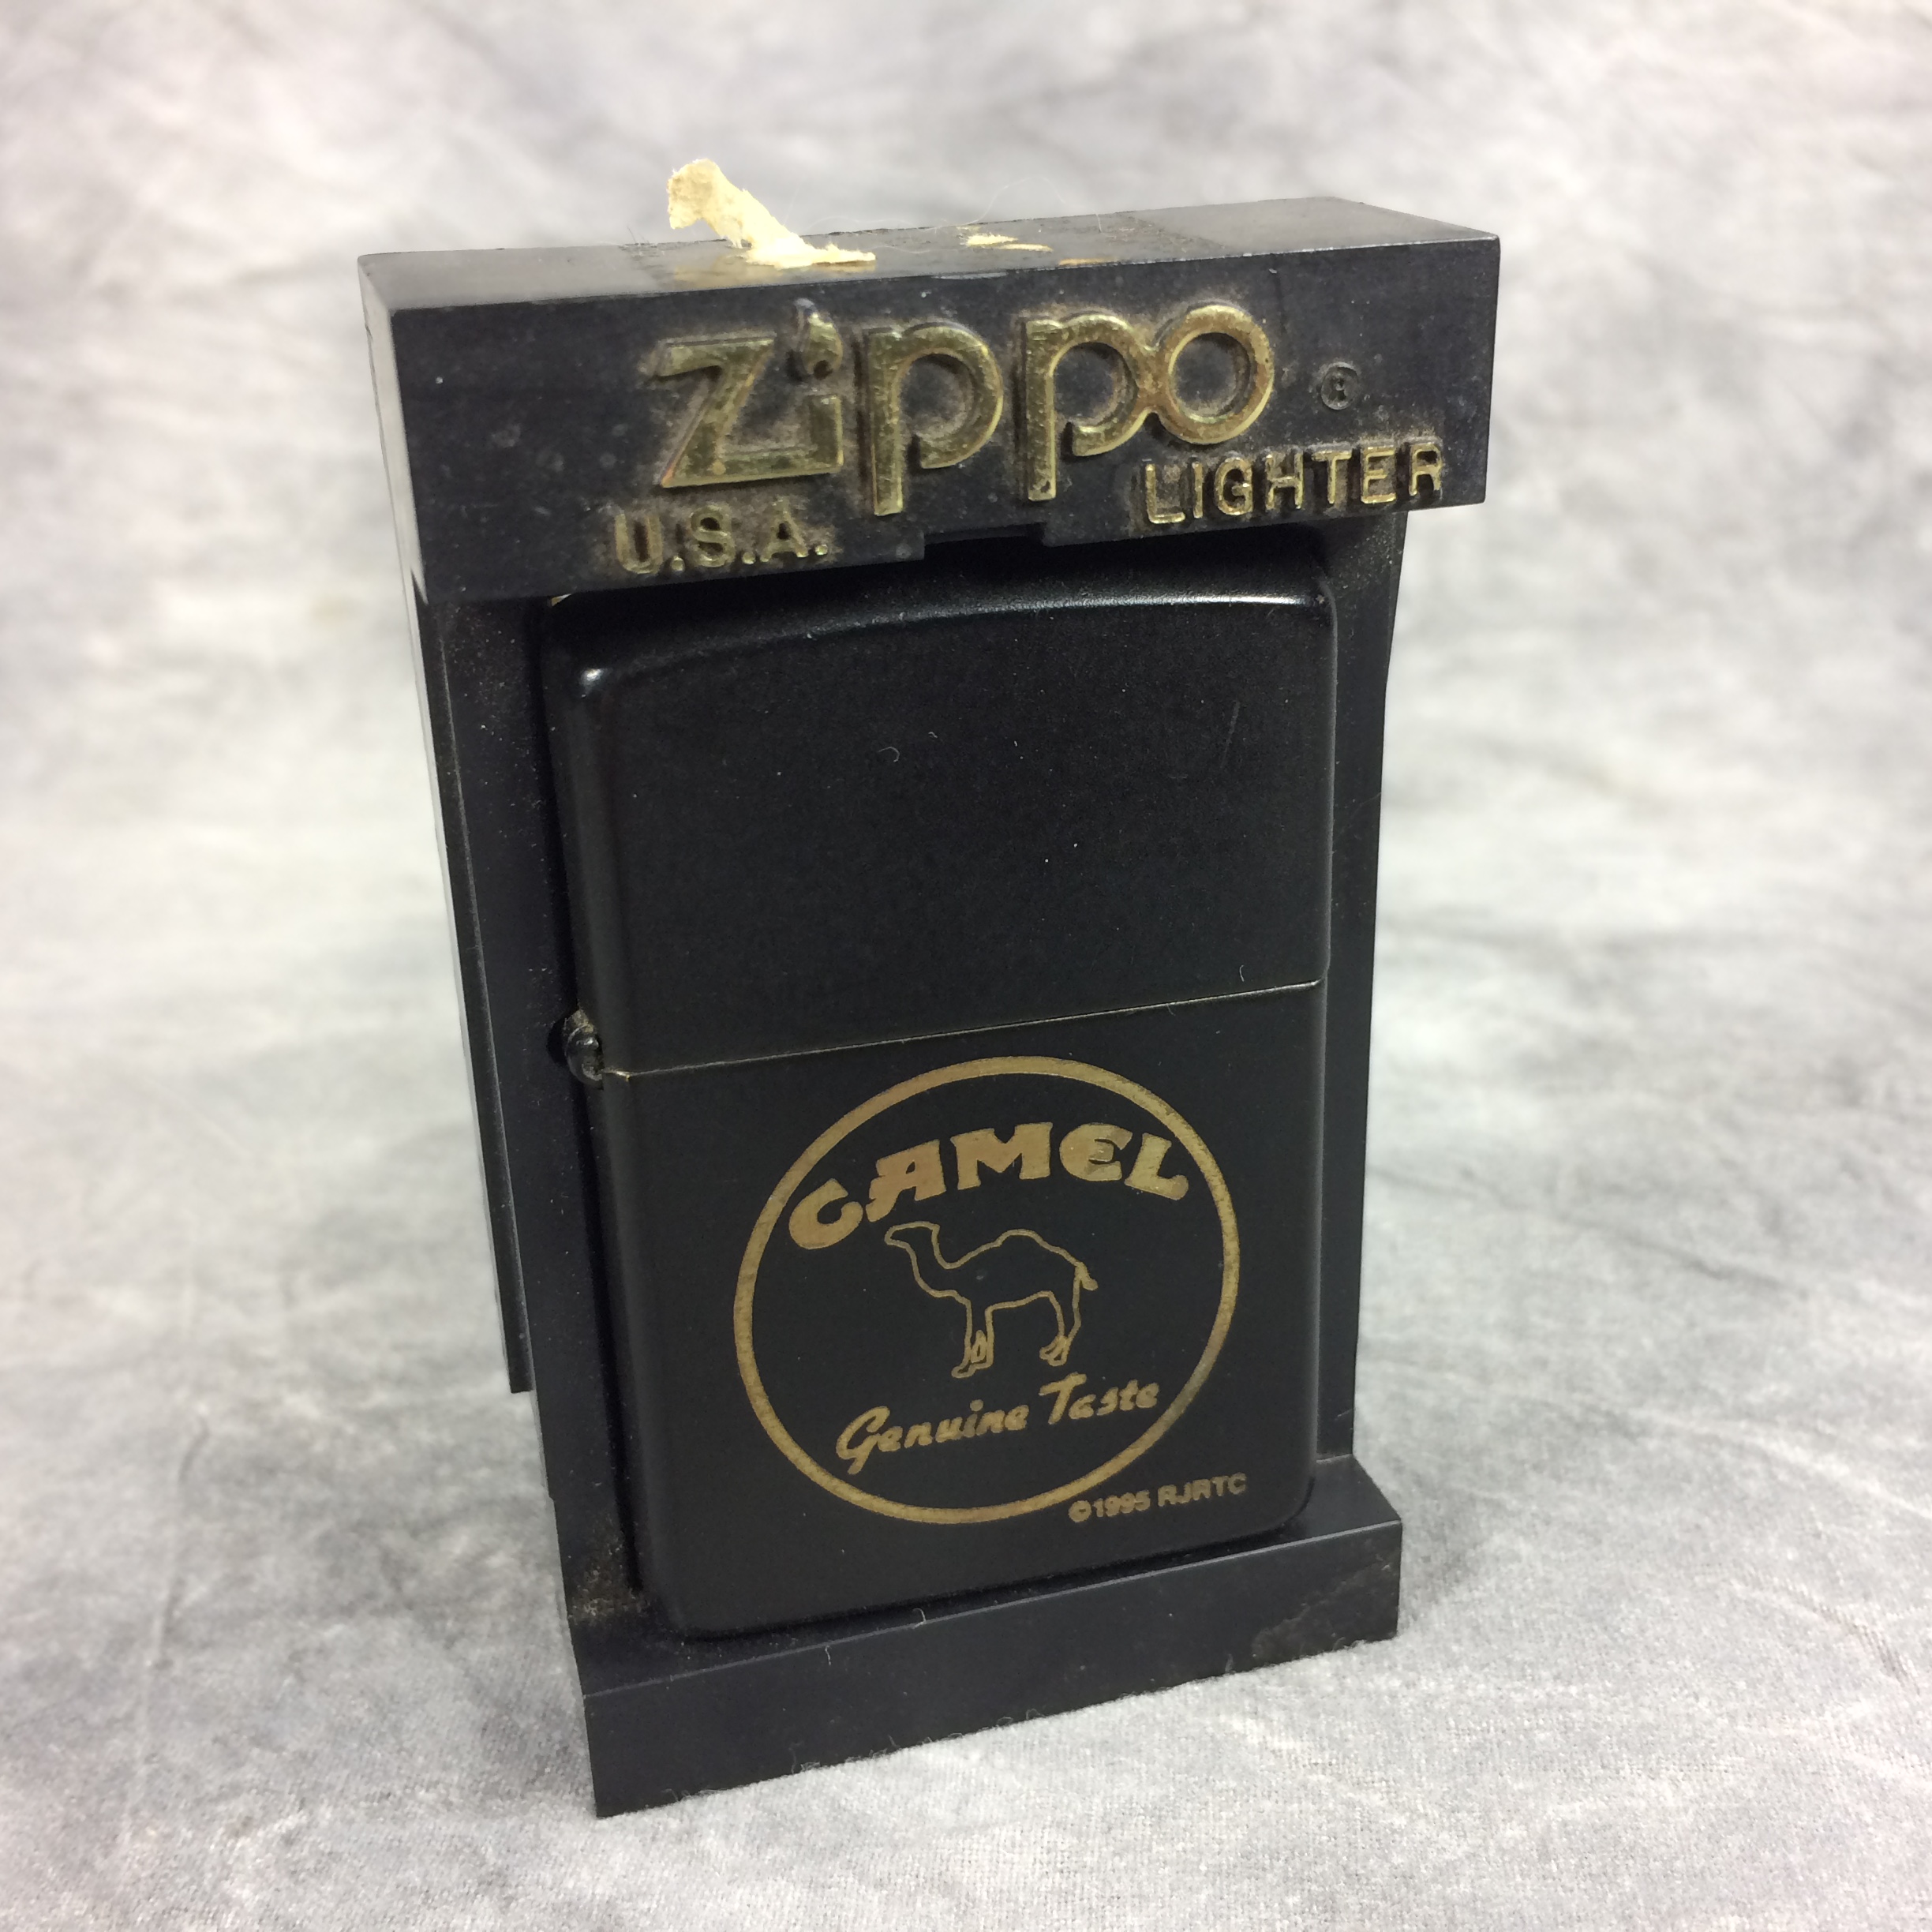 Zippo ®
LIGHTER
U.S.A.
CAMEL
Genuine Taste
©1995 RJRTC